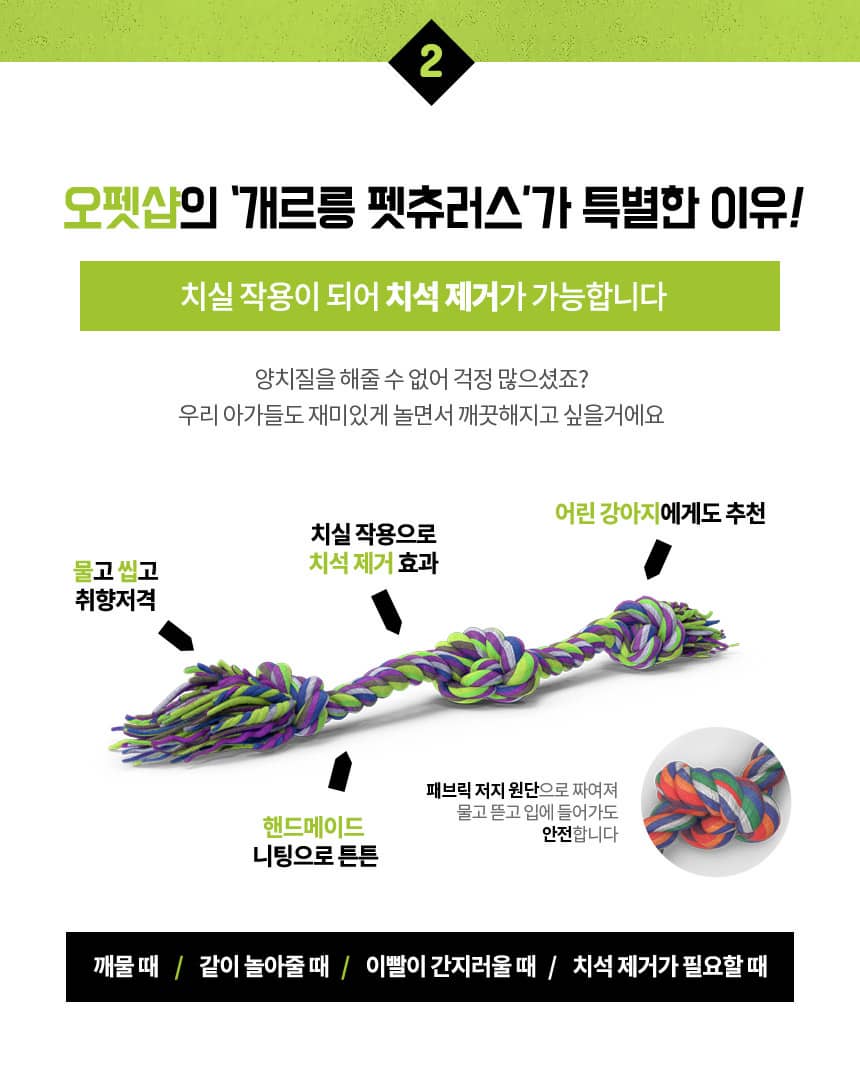 2
오펫샵의 '개르릉 펫츄러스'가 특별한 이유!
치실 작용이 되어 치석 제거가 가능합니다
양치질을 해줄 수 없어 걱정 많으셨죠?
우리 아가들도 재미있게 놀면서 깨끗해지고 싶을거에요
어린 강아지에게도 추천
치실 작용으로
치석 제거 효과
물고 씹고
취향저격
패브릭 저지 원단으로 짜여져
물고 뜯고 입에 들어가도
안전합니다
핸드메이드
니팅으로 튼튼
깨물 때 / 같이 놀아줄 때 / 이빨이 간지러울 때 / 치석 제거가 필요할 때